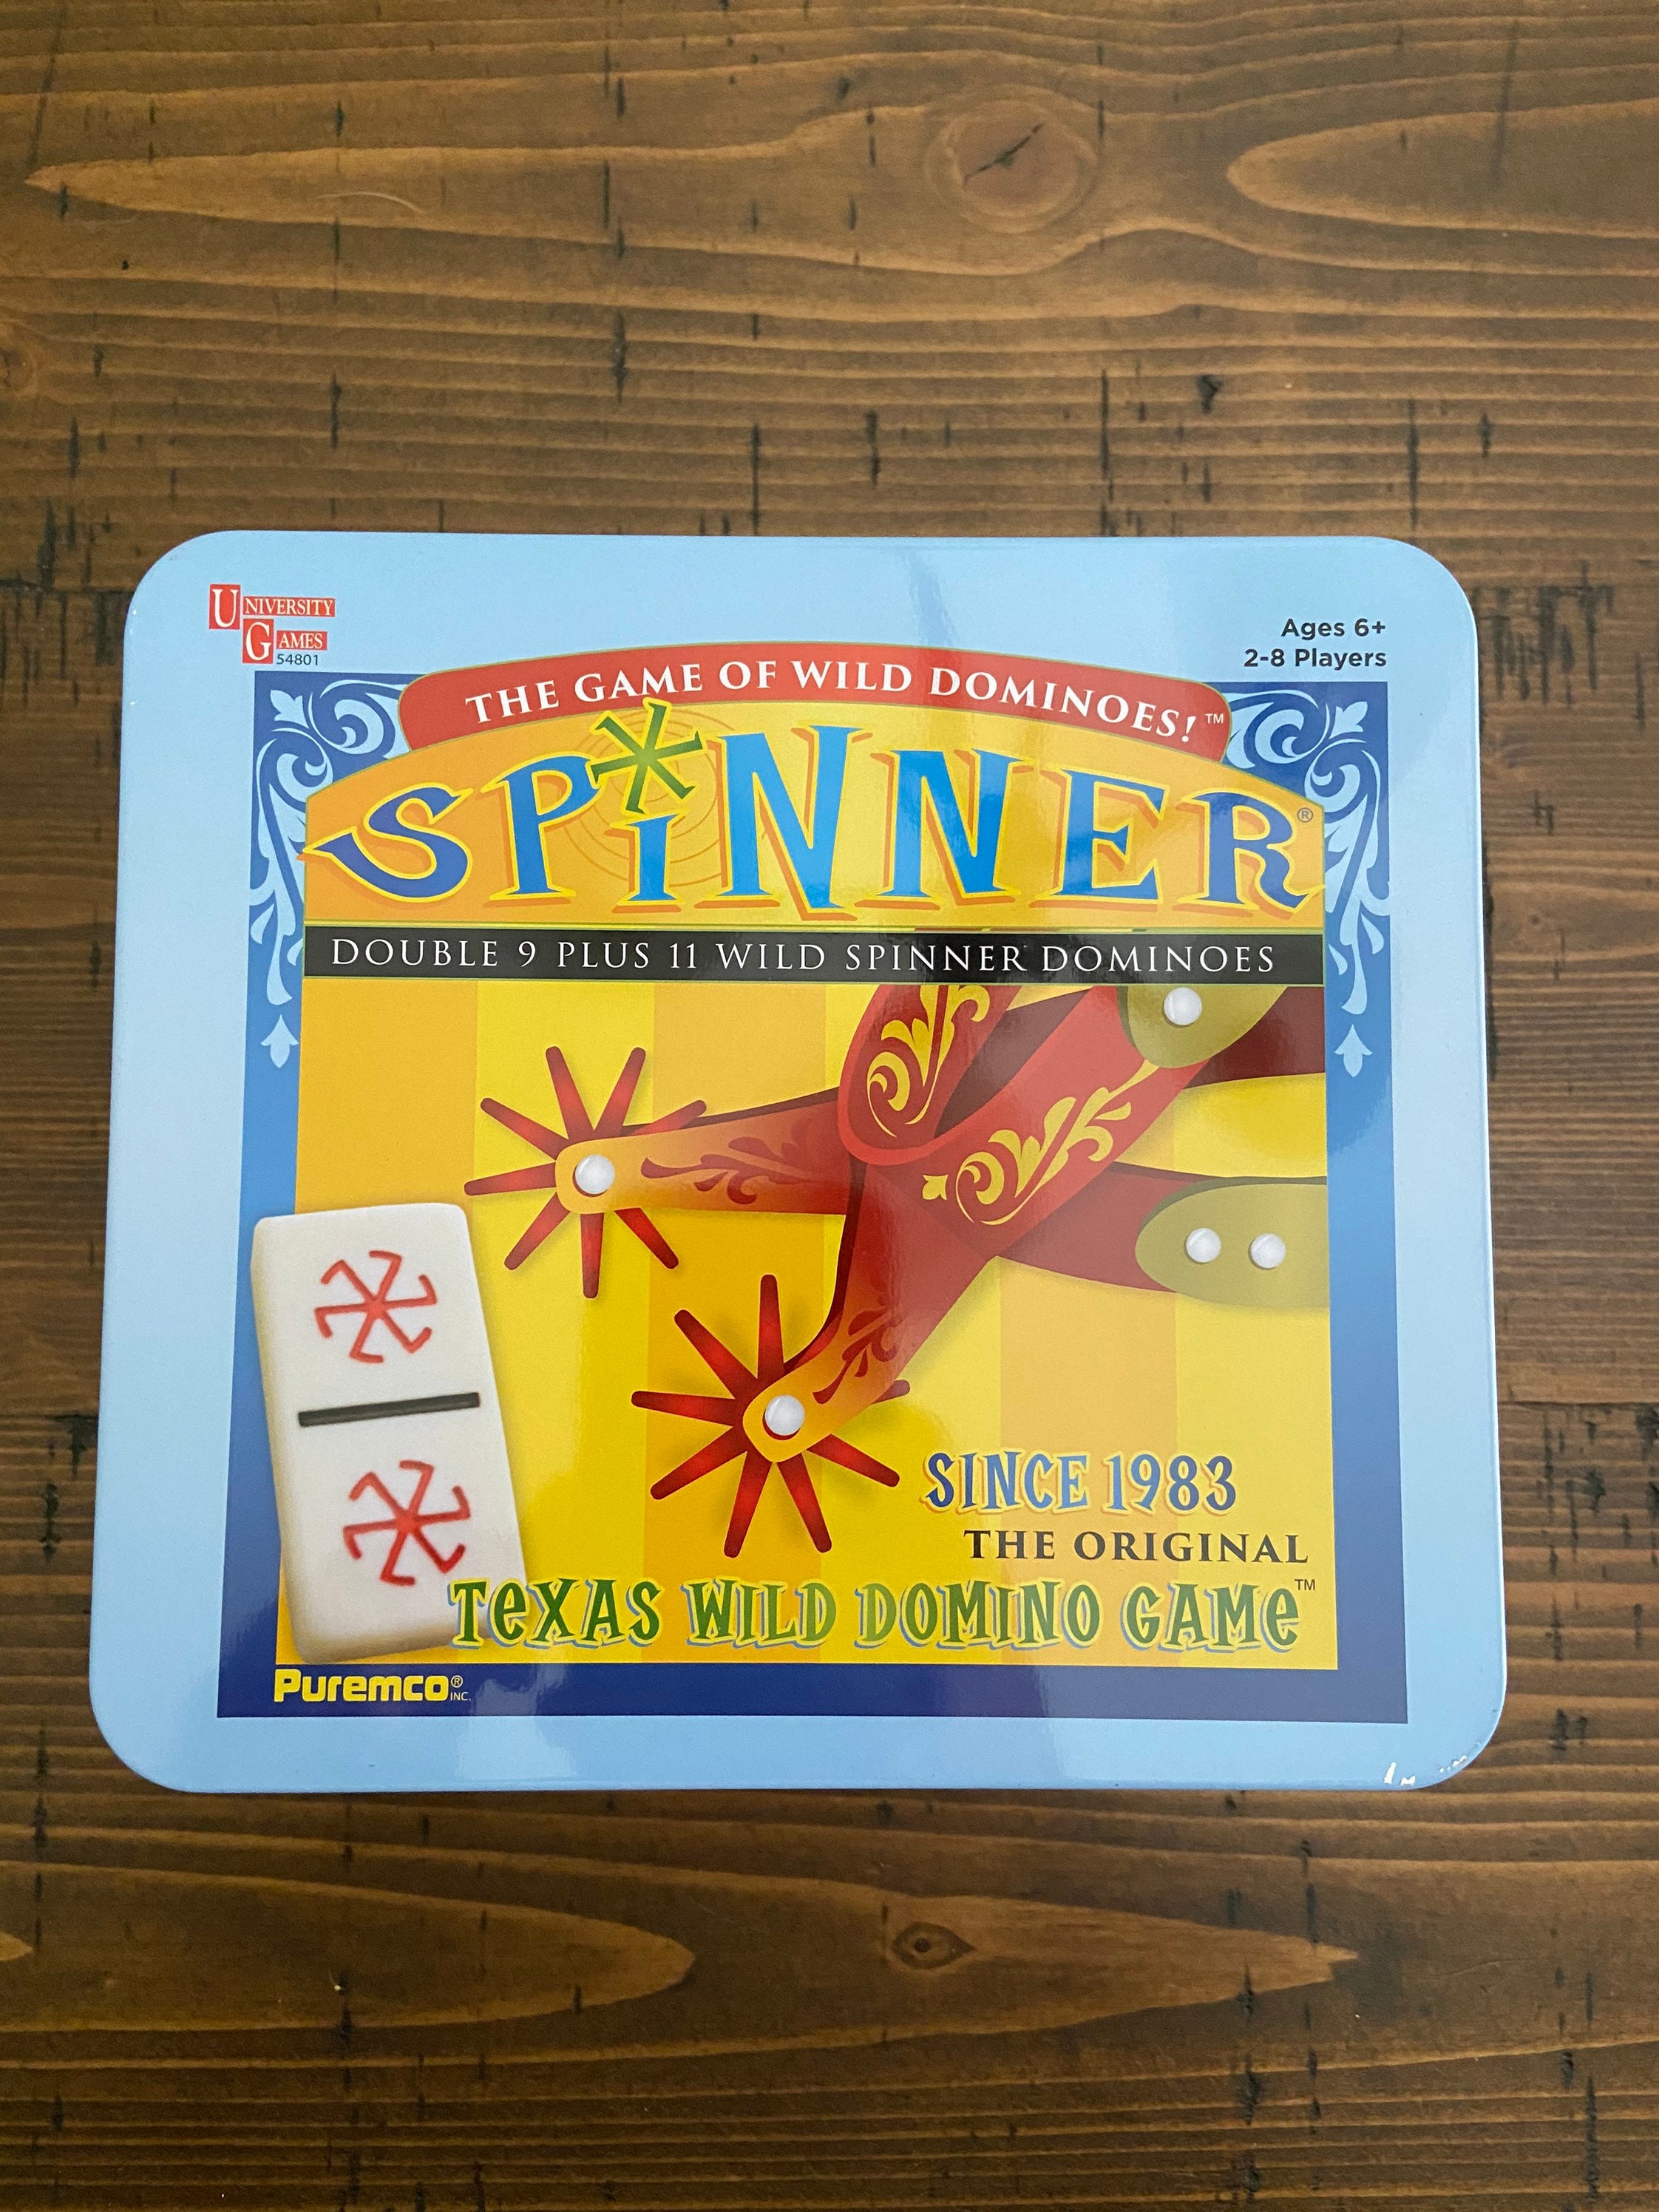 UNIVERSITY
GAMES
54801
Ages 6+
2-8 Players
THE GAME OF WILD DOMINOES!™
SPiNNER®
DOUBLE 9 PLUS 11 WILD SPINNER DOMINOES
SINCE 1983
THE ORIGINAL
TeXAS WILD DOMINO GAMe™
Puremco® INC.